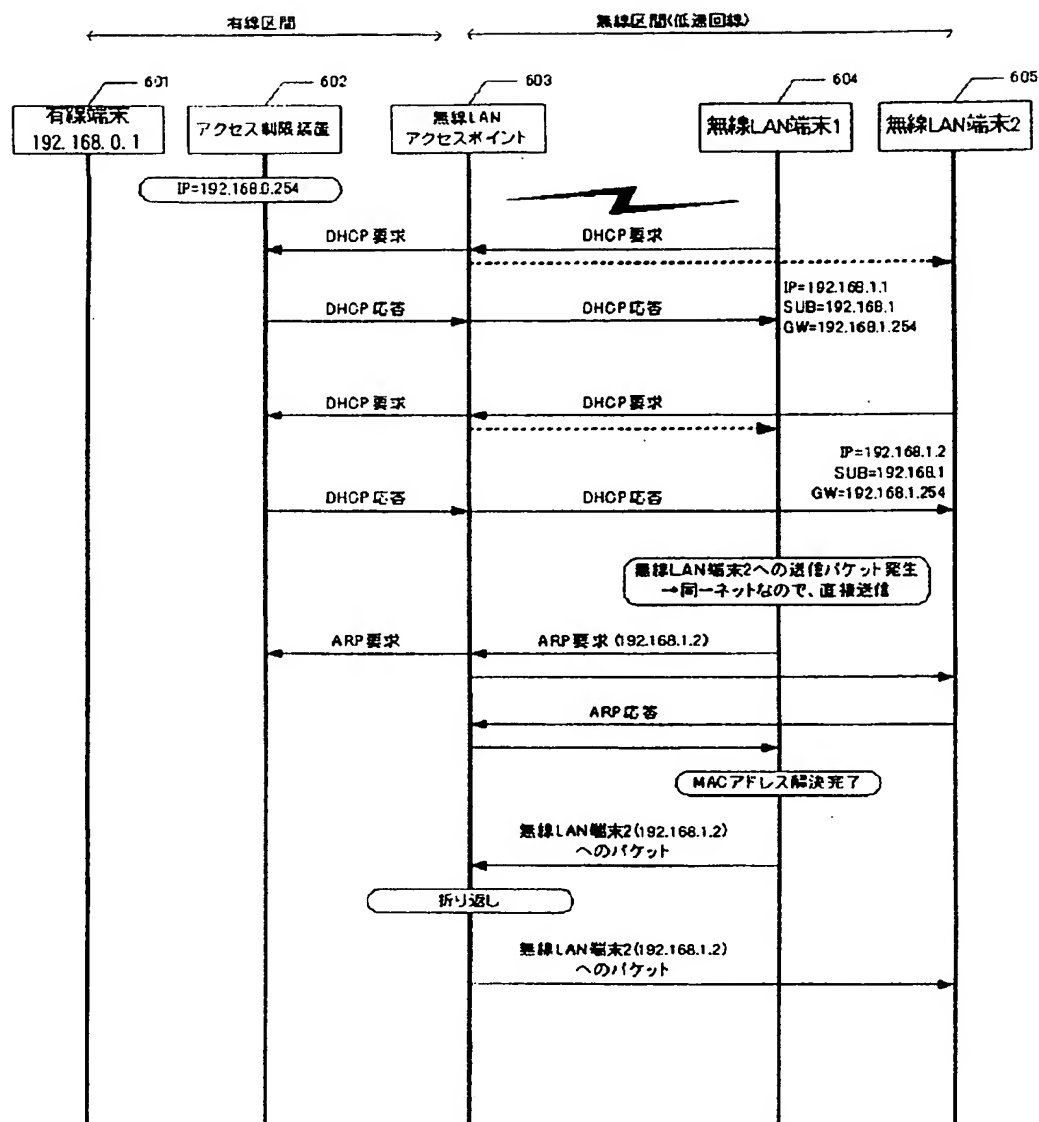 有線区間
無線区間(低速回線)
601
602
603
604
605
有線端末
192.168.0.1
アクセス制限装置
無線LAN
アクセスポイント
無線LAN端末1
無線LAN端末2
IP=192.168.0.254
DHCP要求
DHCP要求
IP=192.168.1.1
SUB=192.168.1
GW=192.168.1.254
DHCP応答
DHCP応答
DHCP要求
DHCP要求
IP=192.168.1.2
SUB=192.168.1
GW=192.168.1.254
DHCP応答
DHCP応答
無線LAN端末2への送信パケット発生
→同一ネットなので、直接送信
ARP要求
ARP要求(192.168.1.2)
ARP応答
MACアドレス解決完了
無線LAN端末2(192.168.1.2)
へのパケット
折り返し
無線LAN端末2(192.168.1.2)
へのパケット